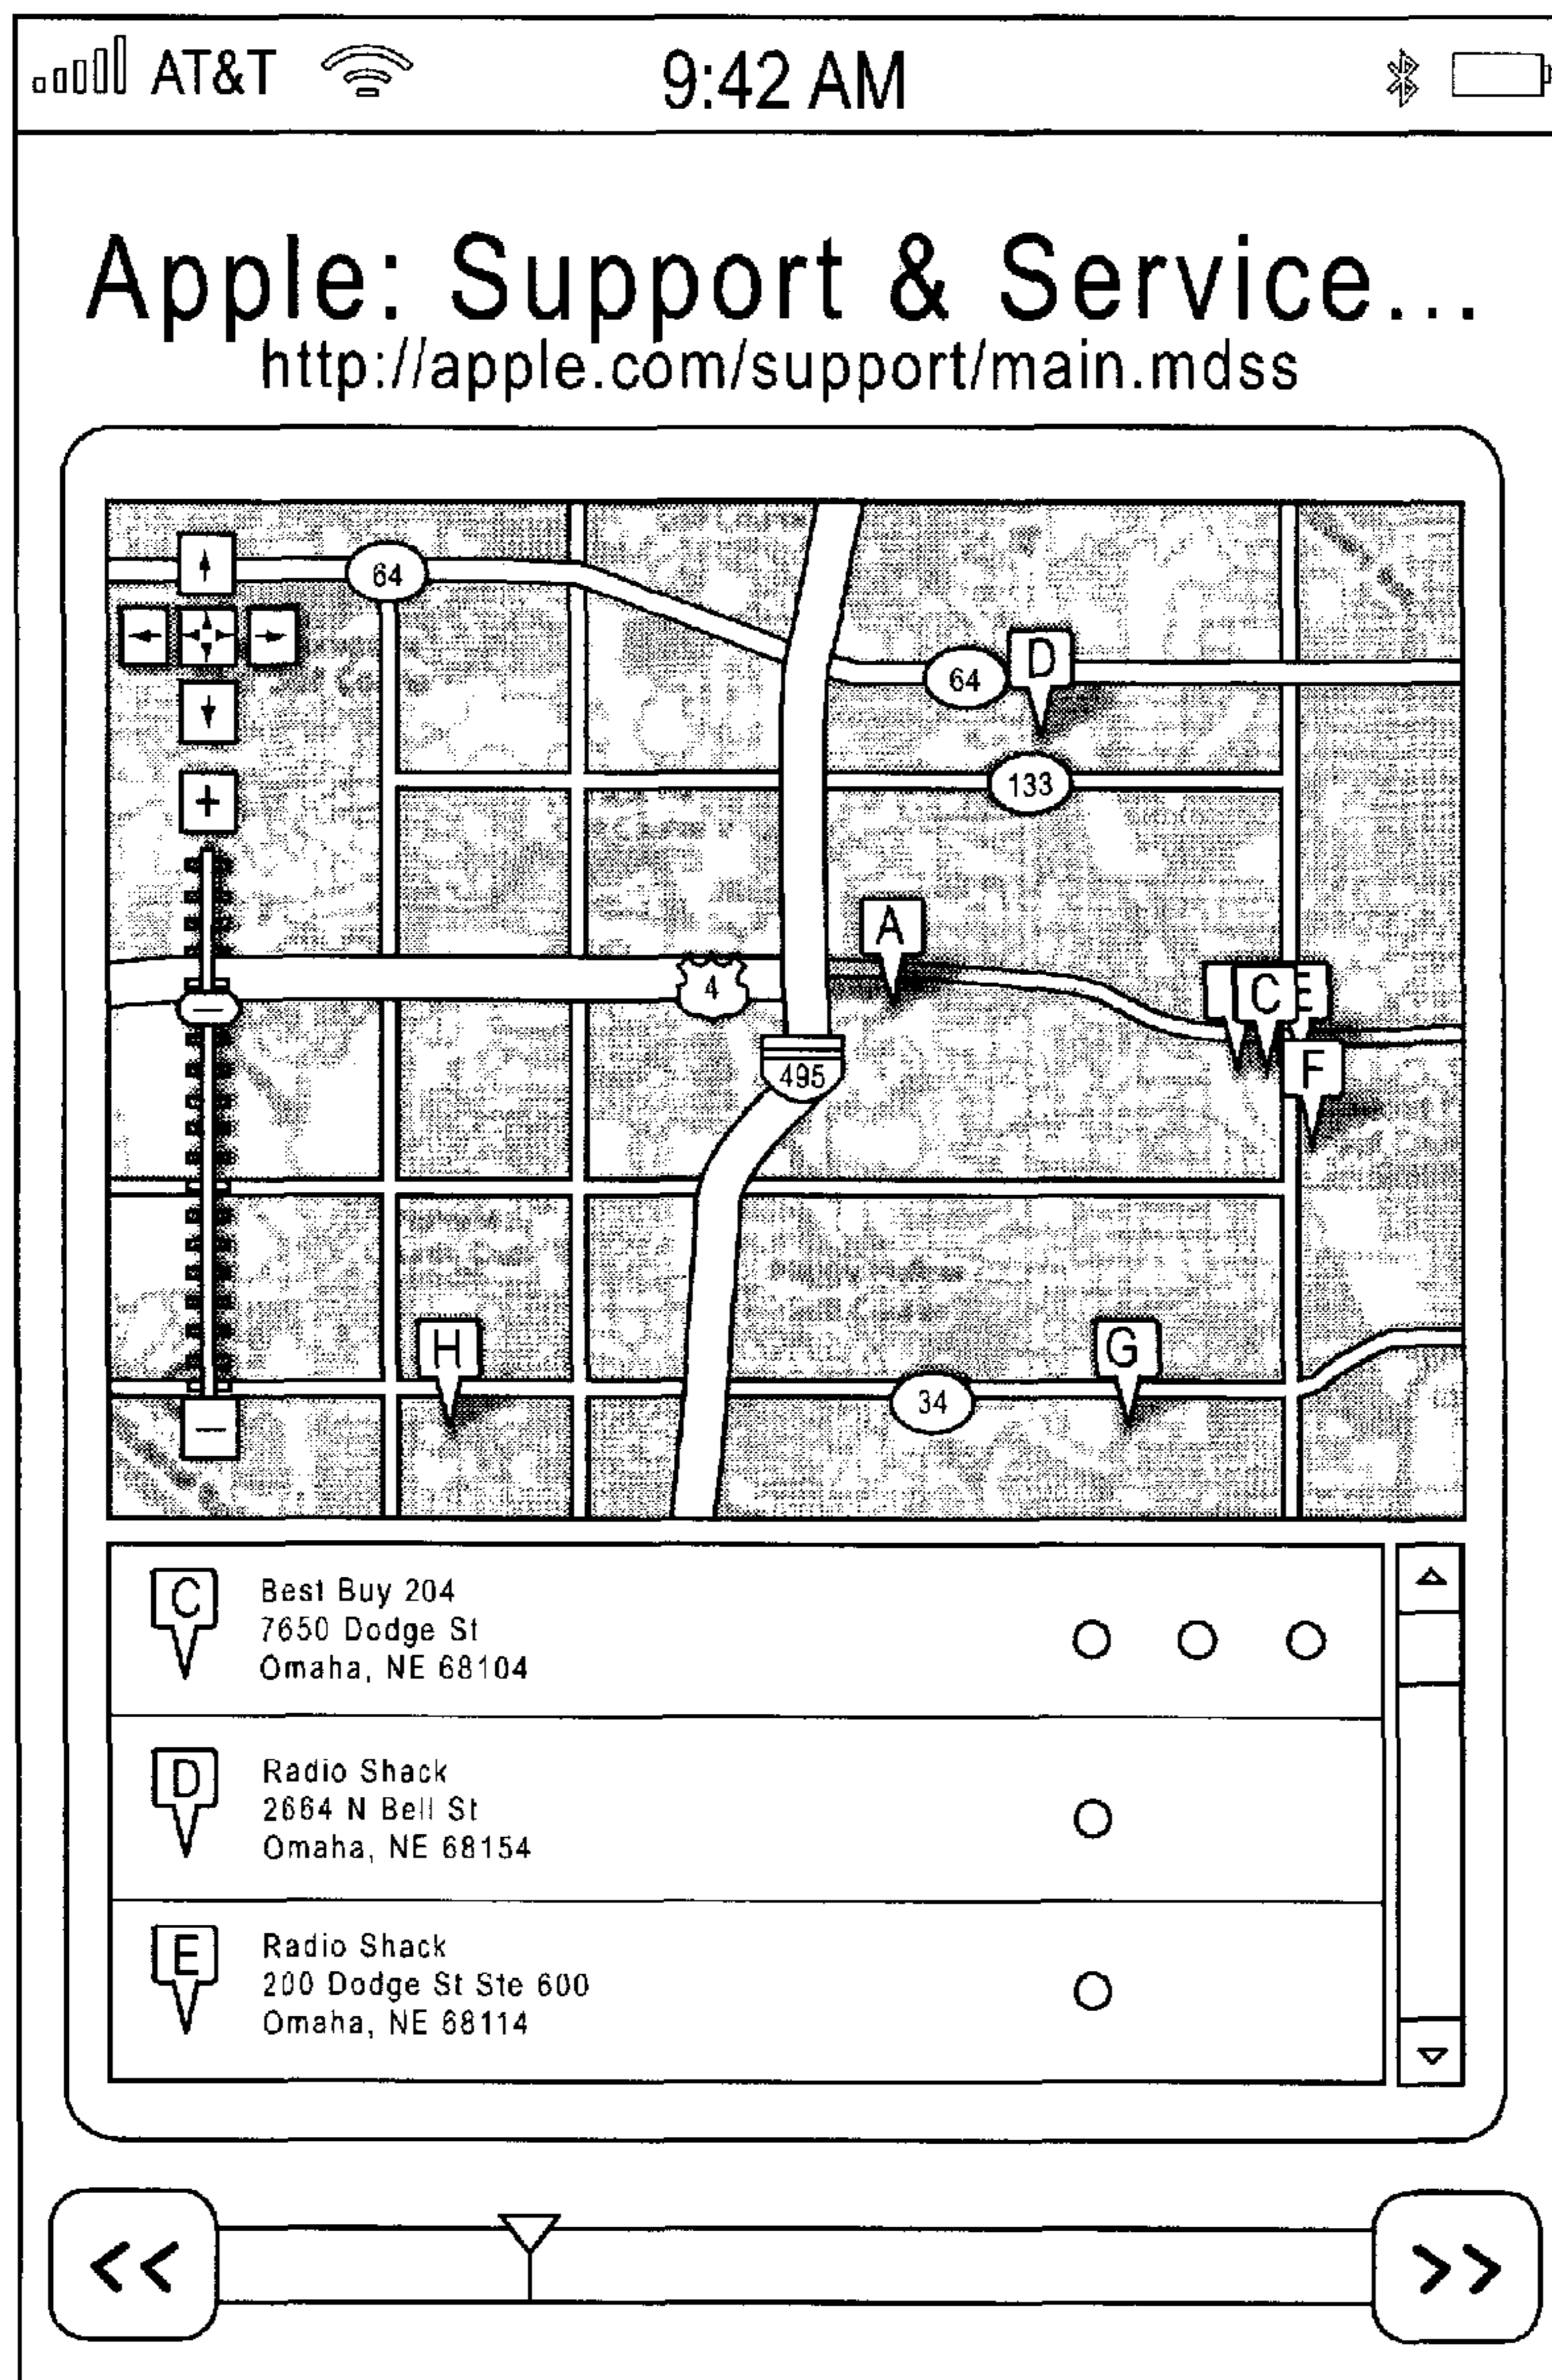 AT&T 9:42 AM
Apple: Support & Service...
http://apple.com/support/main.mdss
64
64
D
133
+
A
4
C E
495
F
H
G
34
—
C
Best Buy 204
7650 Dodge St
Omaha, NE 68104
D
Radio Shack
2664 N Bell St
Omaha, NE 68154
E
Radio Shack
200 Dodge St Ste 600
Omaha, NE 68114
<< >>